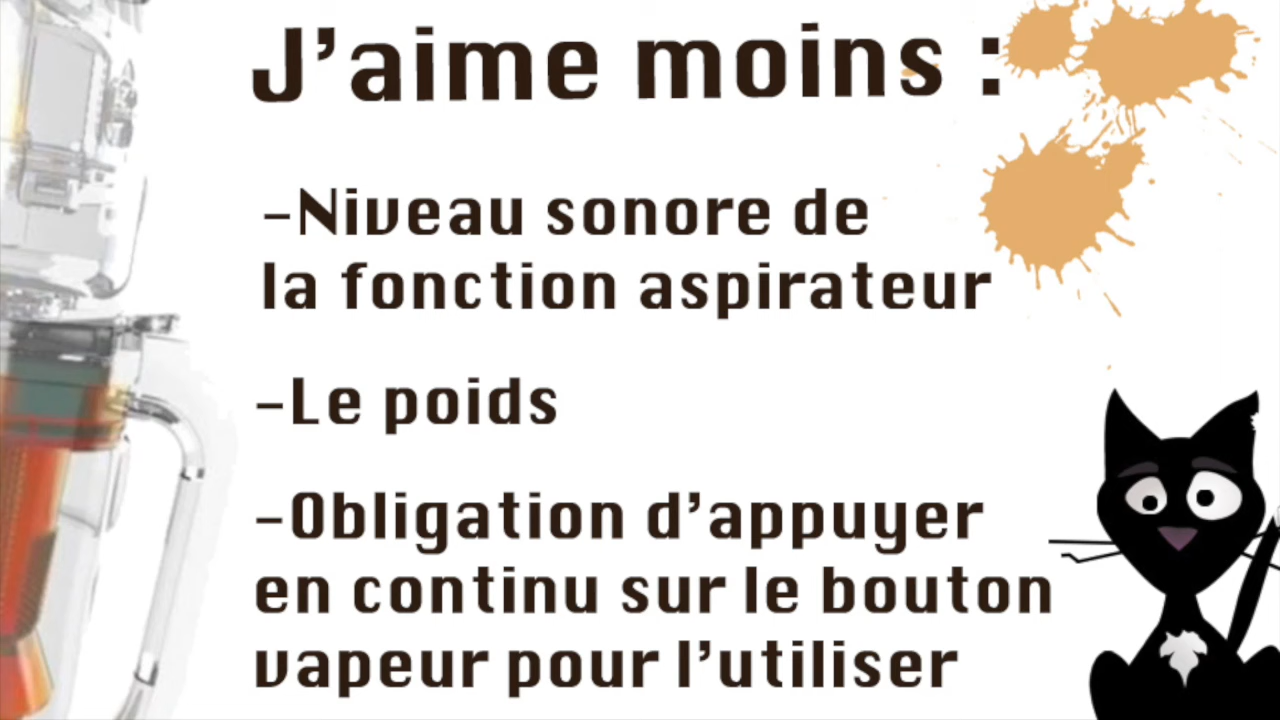 J’aime moins :
-Niveau sonore de
la fonction aspirateur
-Le poids
-Obligation d’appuyer
en continu sur le bouton
vapeur pour l’utiliser